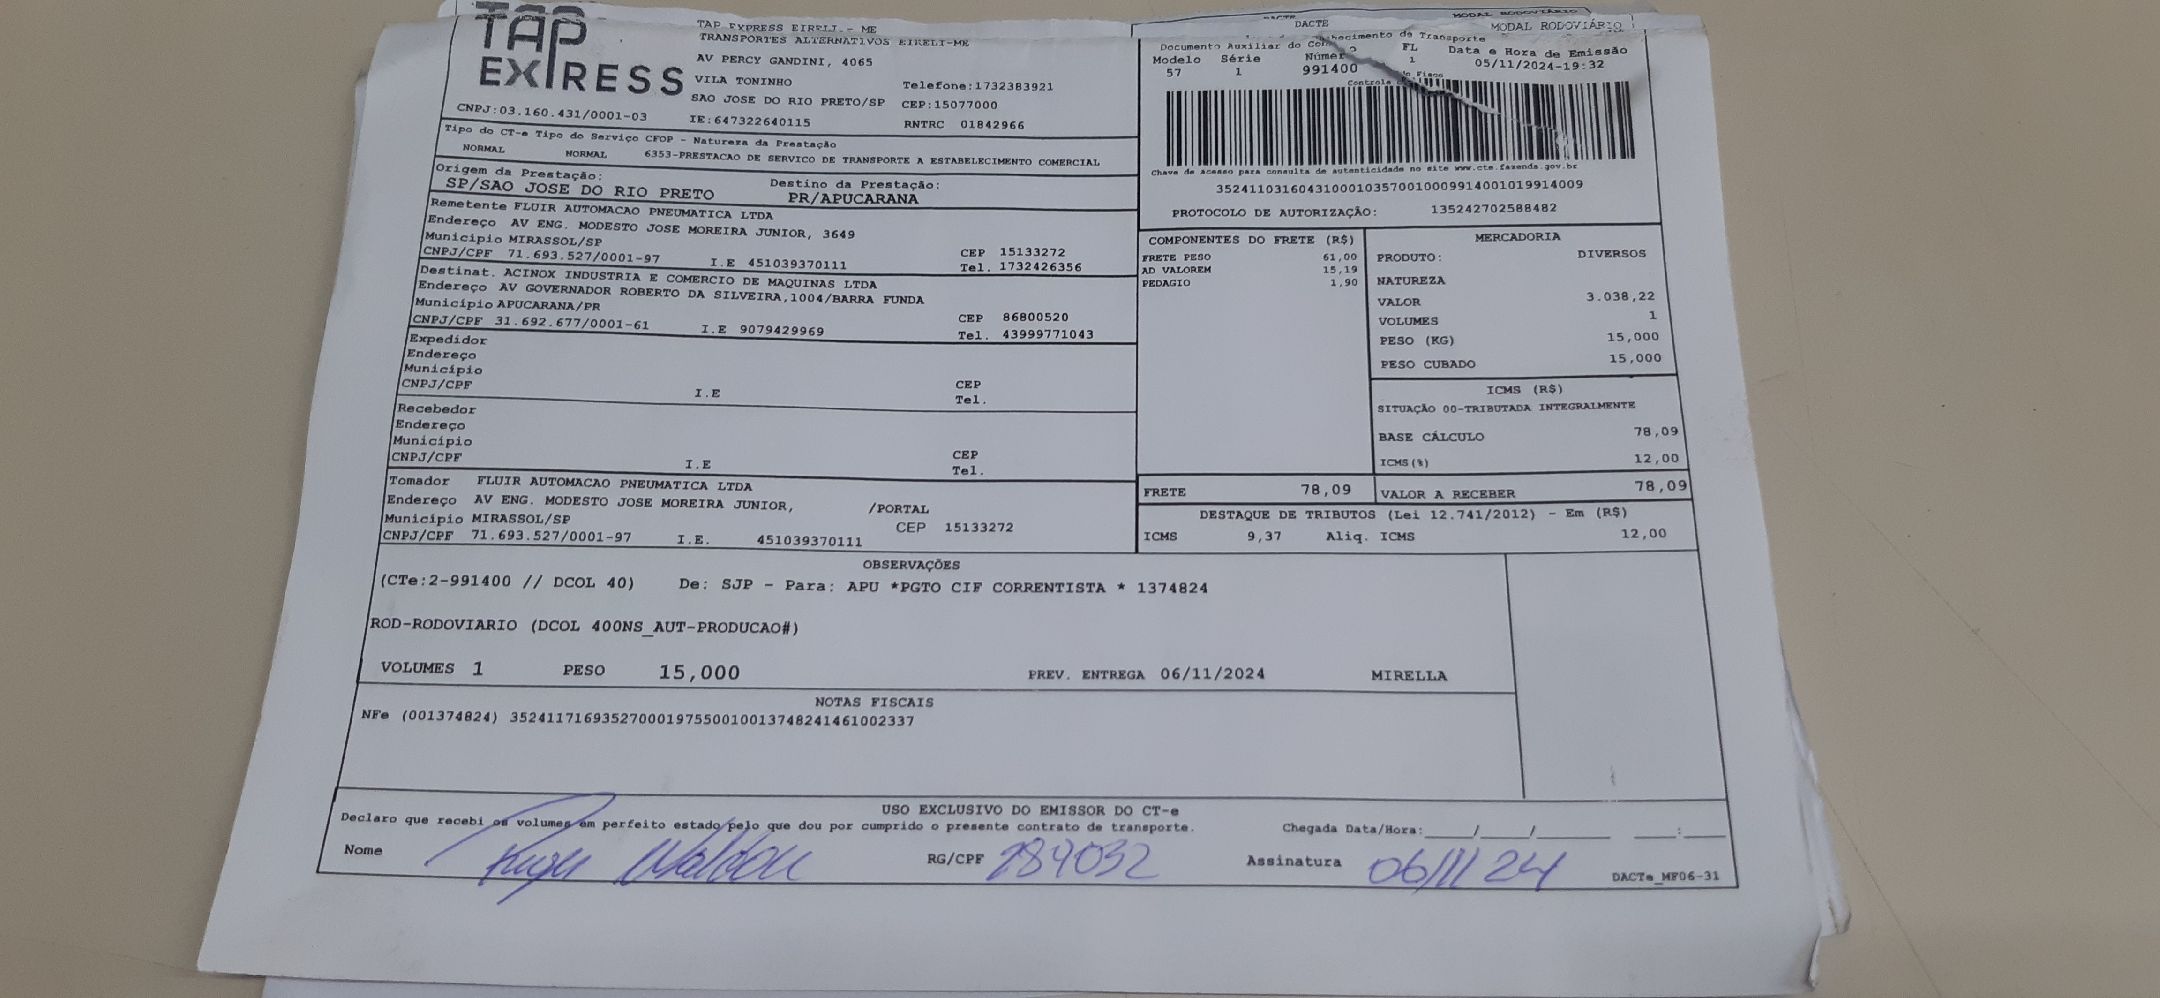 TAP EXPRESS
TAP EXPRESS EIRELI - ME
TRANSPORTES ALTERNATIVOS EIRELI-ME
AV PERCY GANDINI, 4065
VILA TONINHO Telefone:1732383921
SAO JOSE DO RIO PRETO/SP CEP:15077000
CNPJ:03.160.431/0001-03 IE:647322640115 RNTRC 01842966
DACTE MODAL RODOVIÁRIO
DACTE MODAL RODOVIÁRIO
Documento Auxiliar do Conhecimento de Transporte
Modelo Série Número FL Data e Hora de Emissão
57 1 991400 1 05/11/2024-19:32
Controle do Fisco
Chave de acesso para consulta de autenticidade no site www.cte.fazenda.gov.br
35241103160431000103570010009914001019914009
PROTOCOLO DE AUTORIZAÇÃO: 135242702588482
Tipo do CT-e Tipo do Serviço CFOP - Natureza da Prestação
NORMAL NORMAL 6353-PRESTACAO DE SERVICO DE TRANSPORTE A ESTABELECIMENTO COMERCIAL
Origem da Prestação: Destino da Prestação:
SP/SAO JOSE DO RIO PRETO PR/APUCARANA
Remetente FLUIR AUTOMACAO PNEUMATICA LTDA
Endereço AV ENG. MODESTO JOSE MOREIRA JUNIOR, 3649
Município MIRASSOL/SP CEP 15133272
CNPJ/CPF 71.693.527/0001-97 I.E 451039370111 Tel. 1732426356
Destinat. ACINOX INDUSTRIA E COMERCIO DE MAQUINAS LTDA
Endereço AV GOVERNADOR ROBERTO DA SILVEIRA,1004/BARRA FUNDA
Município APUCARANA/PR CEP 86800520
CNPJ/CPF 31.692.677/0001-61 I.E 9079429969 Tel. 43999771043
Expedidor
Endereço
Município CEP
CNPJ/CPF I.E Tel.
Recebedor
Endereço
Município CEP
CNPJ/CPF I.E Tel.
Tomador FLUIR AUTOMACAO PNEUMATICA LTDA
Endereço AV ENG. MODESTO JOSE MOREIRA JUNIOR, /PORTAL
Município MIRASSOL/SP CEP 15133272
CNPJ/CPF 71.693.527/0001-97 I.E. 451039370111
COMPONENTES DO FRETE (R$)
FRETE PESO 61,00
AD VALOREM 15,19
PEDAGIO 1,90
MERCADORIA
PRODUTO: DIVERSOS
NATUREZA
VALOR 3.038,22
VOLUMES 1
PESO (KG) 15,000
PESO CUBADO 15,000
ICMS (R$)
SITUAÇÃO 00-TRIBUTADA INTEGRALMENTE
BASE CÁLCULO 78,09
ICMS(%) 12,00
FRETE 78,09 VALOR A RECEBER 78,09
DESTAQUE DE TRIBUTOS (Lei 12.741/2012) - Em (R$)
ICMS 9,37 Aliq. ICMS 12,00
OBSERVAÇÕES
(CTe:2-991400 // DCOL 40) De: SJP - Para: APU *PGTO CIF CORRENTISTA * 1374824
ROD-RODOVIARIO (DCOL 400NS_AUT-PRODUCAO#)
VOLUMES 1 PESO 15,000 PREV. ENTREGA 06/11/2024 MIRELLA
NOTAS FISCAIS
NFe (001374824) 35241171693527000197550010013748241461002337
USO EXCLUSIVO DO EMISSOR DO CT-e
Declaro que recebi os volumes em perfeito estado pelo que dou por cumprido o presente contrato de transporte. Chegada Data/Hora:_____/_____/_______ ____:____
Nome RG/CPF 284032 Assinatura 06/11/24
DACTe_MF06-31